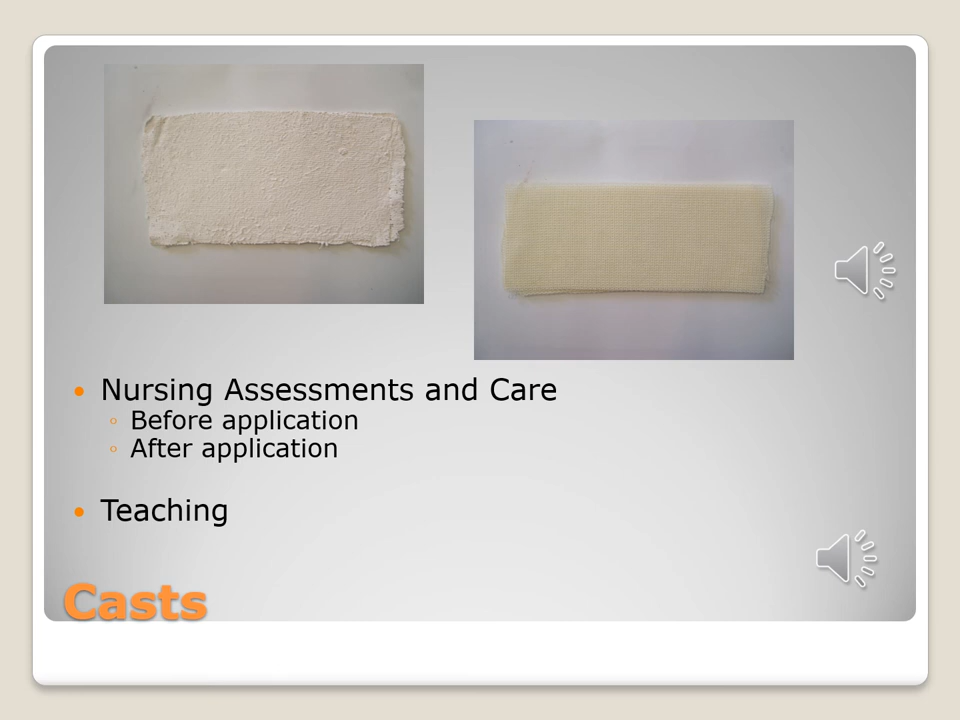 Nursing Assessments and Care
Before application
After application
Teaching
Casts